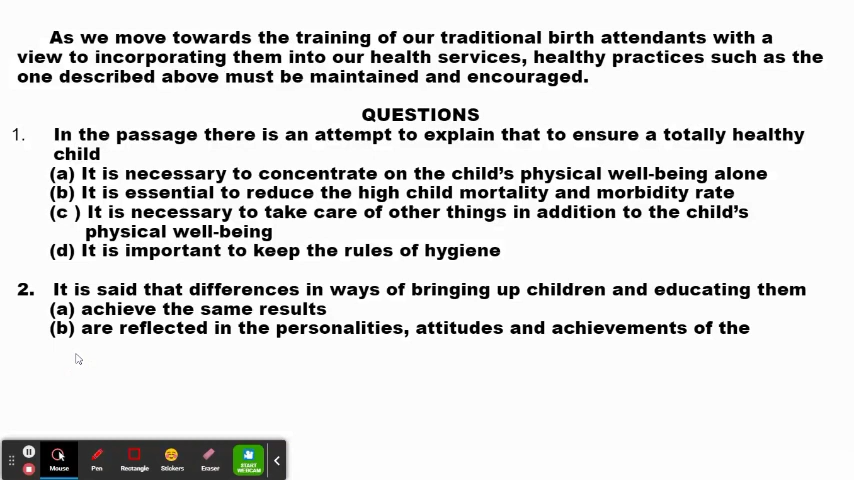 As we move towards the training of our traditional birth attendants with a
view to incorporating them into our health services, healthy practices such as the
one described above must be maintained and encouraged.
QUESTIONS
1. In the passage there is an attempt to explain that to ensure a totally healthy
child
(a) It is necessary to concentrate on the child's physical well-being alone
(b) It is essential to reduce the high child mortality and morbidity rate
(c ) It is necessary to take care of other things in addition to the child's
physical well-being
(d) It is important to keep the rules of hygiene
2. It is said that differences in ways of bringing up children and educating them
(a) achieve the same results
(b) are reflected in the personalities, attitudes and achievements of the
Mouse Pen Rectangle Stickers Eraser START
WEBCAM